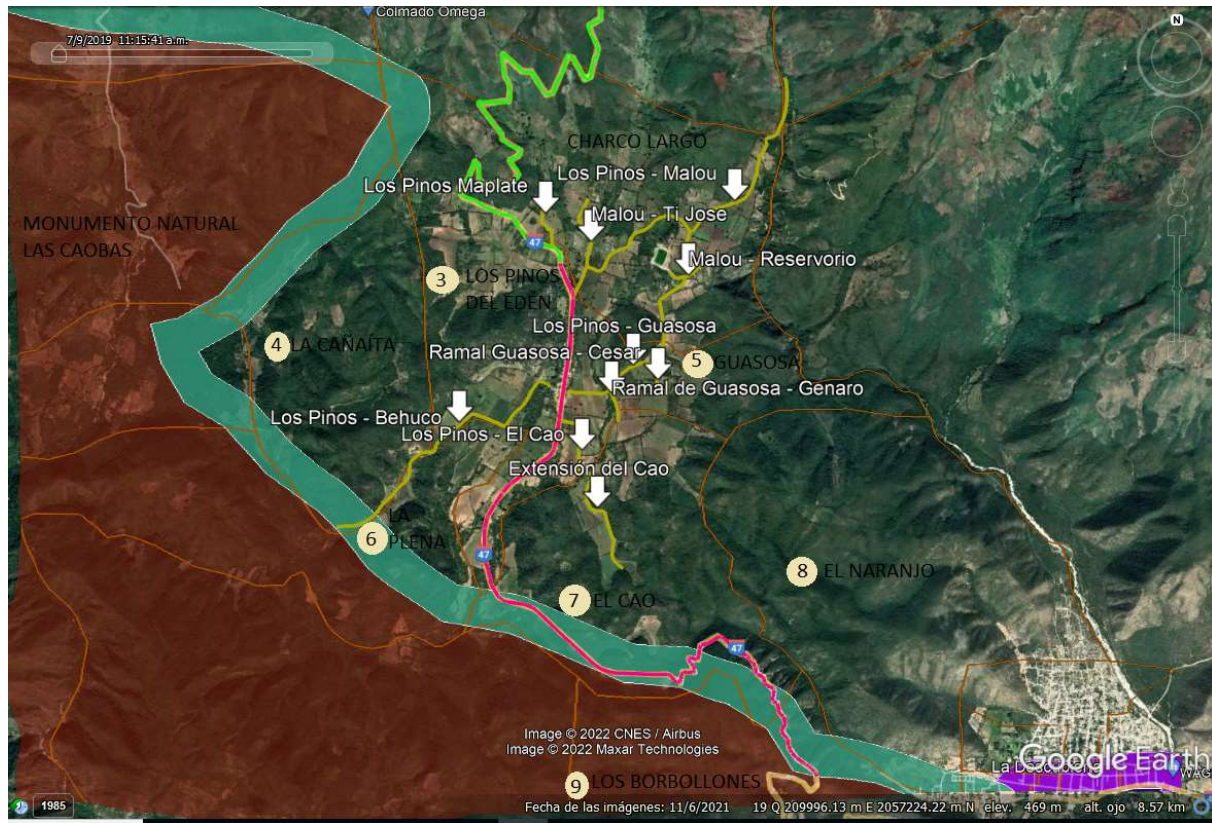 Colmado Omega
7/9/2019 11:15:41 a.m.
N
CHARCO LARGO
Los Pinos - Malou
Los Pinos Maplate
Malou - Ti Jose
MONUMENTO NATURAL
LAS CAOBAS
47
Malou - Reservorio
3
LOS PINOS
DEL EDÉN
Los Pinos - Guasosa
4
LA CAÑAÍTA
Ramal Guasosa - Cesar
5
GUASOSA
Ramal de Guasosa - Genaro
Los Pinos - Behuco
Los Pinos - El Cao
Extensión del Cao
LA
PLENA
6
47
8
EL NARANJO
7
EL CAO
47
Image © 2022 CNES / Airbus
Image © 2022 Maxar Technologies
Google Earth
9
LOS BORBOLLONES
1985
Fecha de las imágenes: 11/6/2021 19 Q 209996.13 m E 2057224.22 m N elev. 469 m alt. ojo 8.57 km